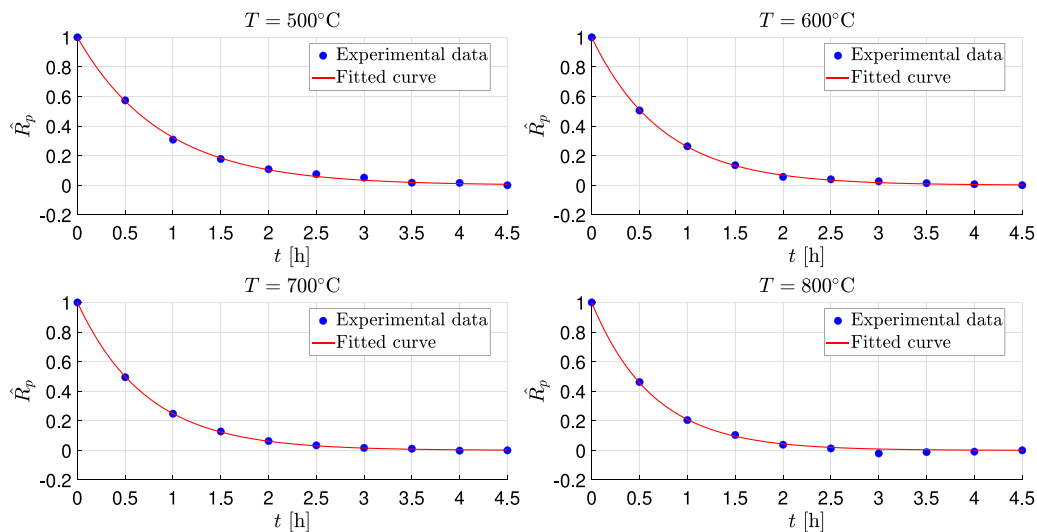 T = 500°C
1
0.8
0.6
0.4
0.2
0
-0.2
R̂p
Experimental data
Fitted curve
0 0.5 1 1.5 2 2.5 3 3.5 4 4.5
t [h]
T = 600°C
1
0.8
0.6
0.4
0.2
0
-0.2
R̂p
Experimental data
Fitted curve
0 0.5 1 1.5 2 2.5 3 3.5 4 4.5
t [h]
T = 700°C
1
0.8
0.6
0.4
0.2
0
-0.2
R̂p
Experimental data
Fitted curve
0 0.5 1 1.5 2 2.5 3 3.5 4 4.5
t [h]
T = 800°C
1
0.8
0.6
0.4
0.2
0
-0.2
R̂p
Experimental data
Fitted curve
0 0.5 1 1.5 2 2.5 3 3.5 4 4.5
t [h]